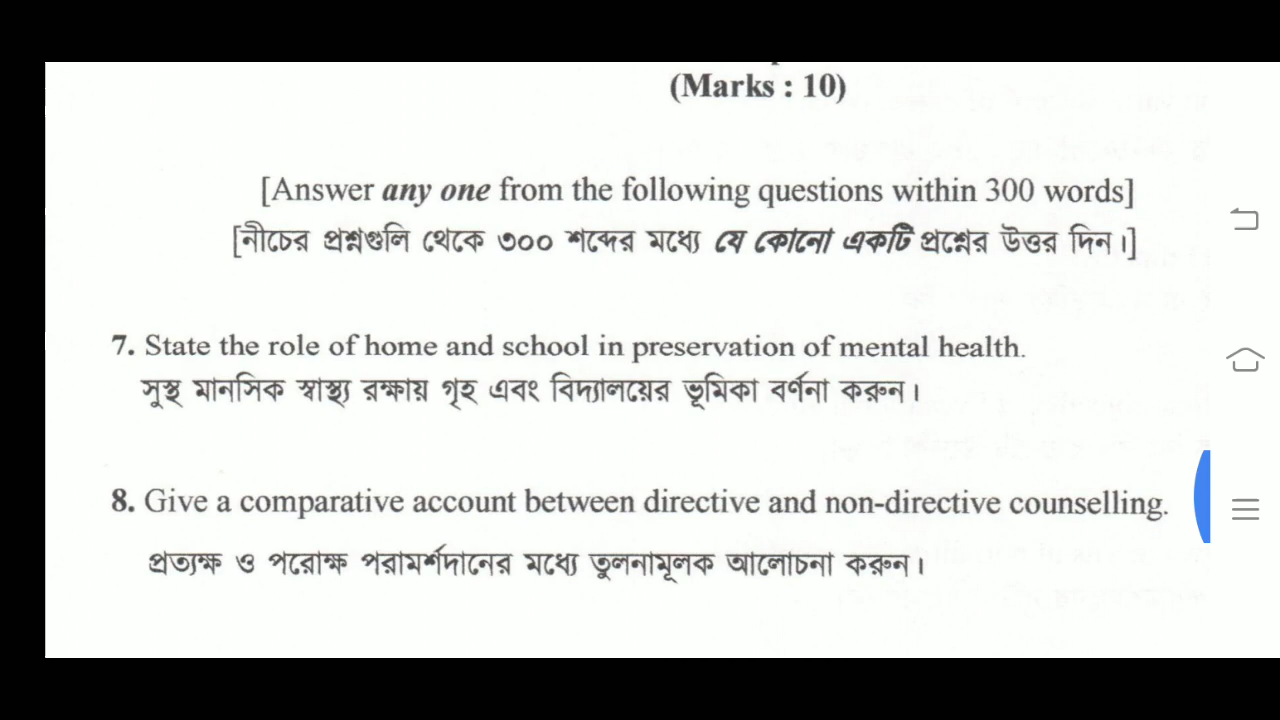 (Marks : 10)
[Answer any one from the following questions within 300 words]
[নীচের প্রশ্নগুলি থেকে ৩০০ শব্দের মধ্যে যে কোনো একটি প্রশ্নের উত্তর দিন।]
7. State the role of home and school in preservation of mental health.
সুস্থ মানসিক স্বাস্থ্য রক্ষায় গৃহ এবং বিদ্যালয়ের ভূমিকা বর্ণনা করুন।
8. Give a comparative account between directive and non-directive counselling.
প্রত্যক্ষ ও পরোক্ষ পরামর্শদানের মধ্যে তুলনামূলক আলোচনা করুন।